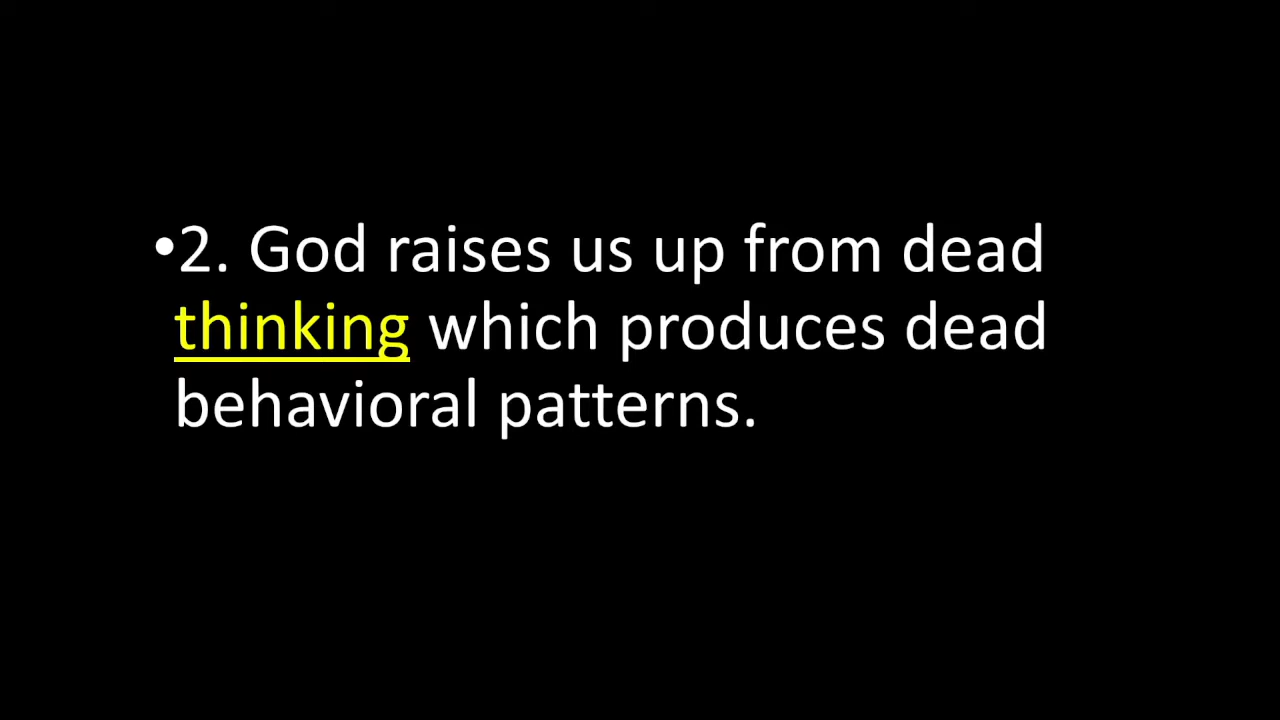 •2. God raises us up from dead
thinking which produces dead
behavioral patterns.